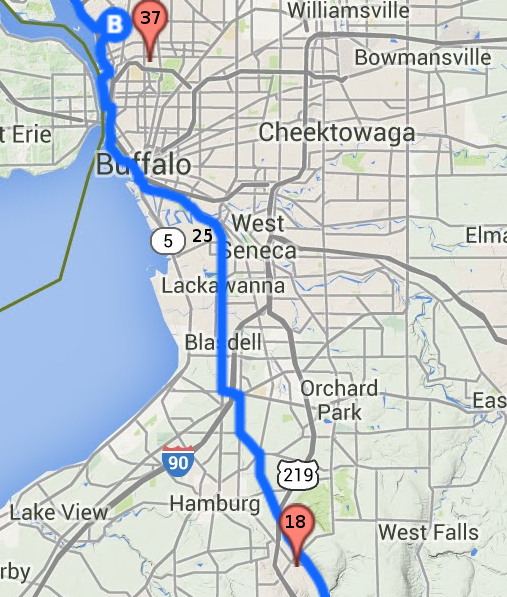 Williamsville
B
37
Bowmansville
t Erie
Cheektowaga
Buffalo
West
Seneca
5
25
Elma
Lackawanna
Blasdell
Orchard
Park
Eas
90
219
Hamburg
Lake View
18
West Falls
rby